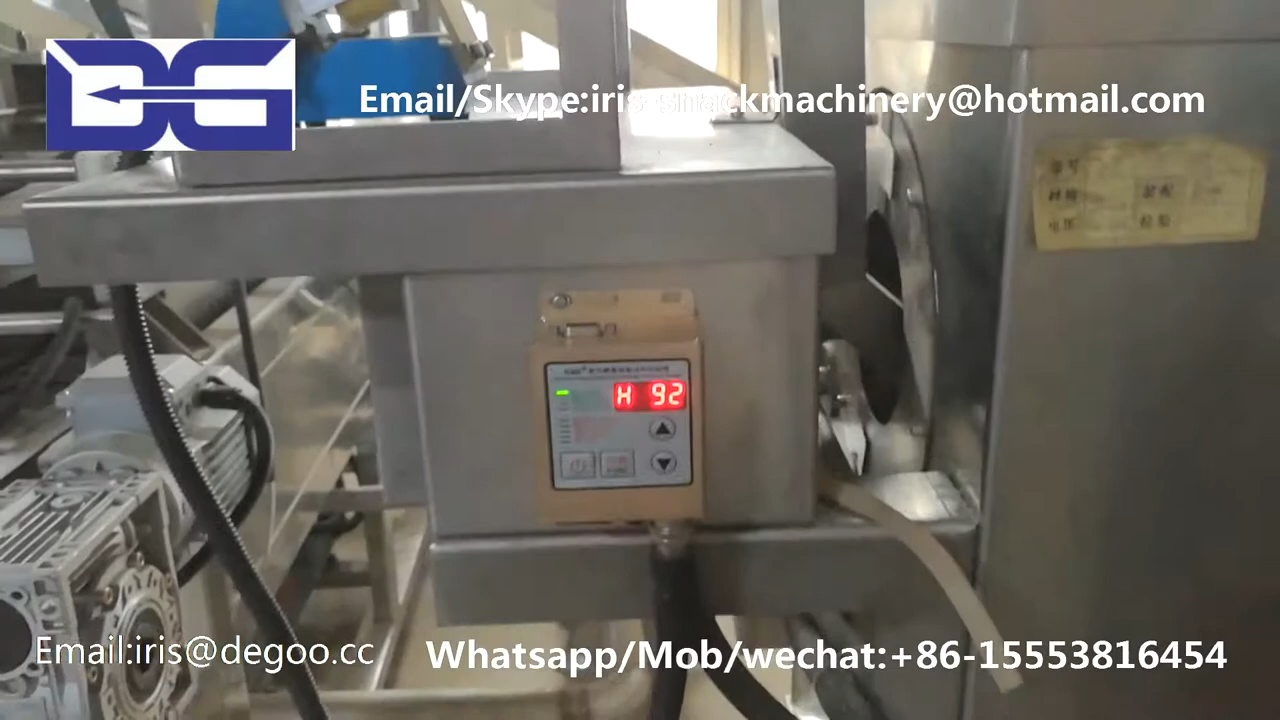 DG
Email/Skype:iris-snackmachinery@hotmail.com
H 92
Email:iris@degoo.cc
Whatsapp/Mob/wechat:+86-15553816454